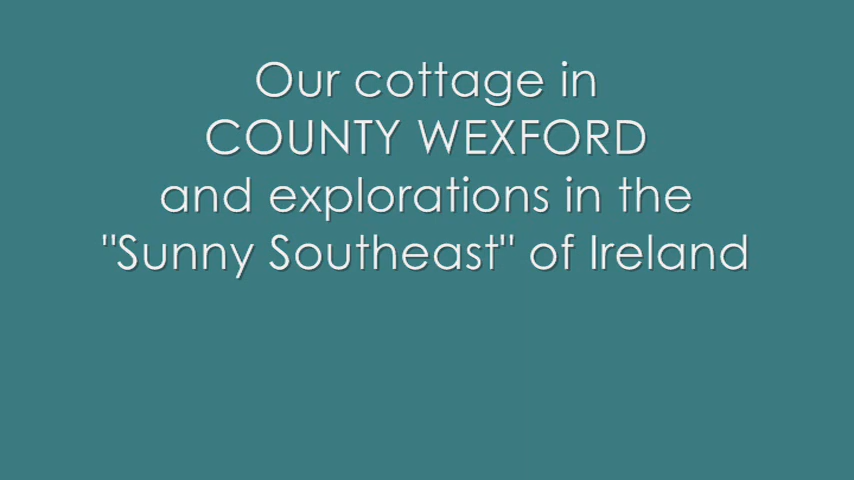 Our cottage in
COUNTY WEXFORD
and explorations in the
"Sunny Southeast" of Ireland